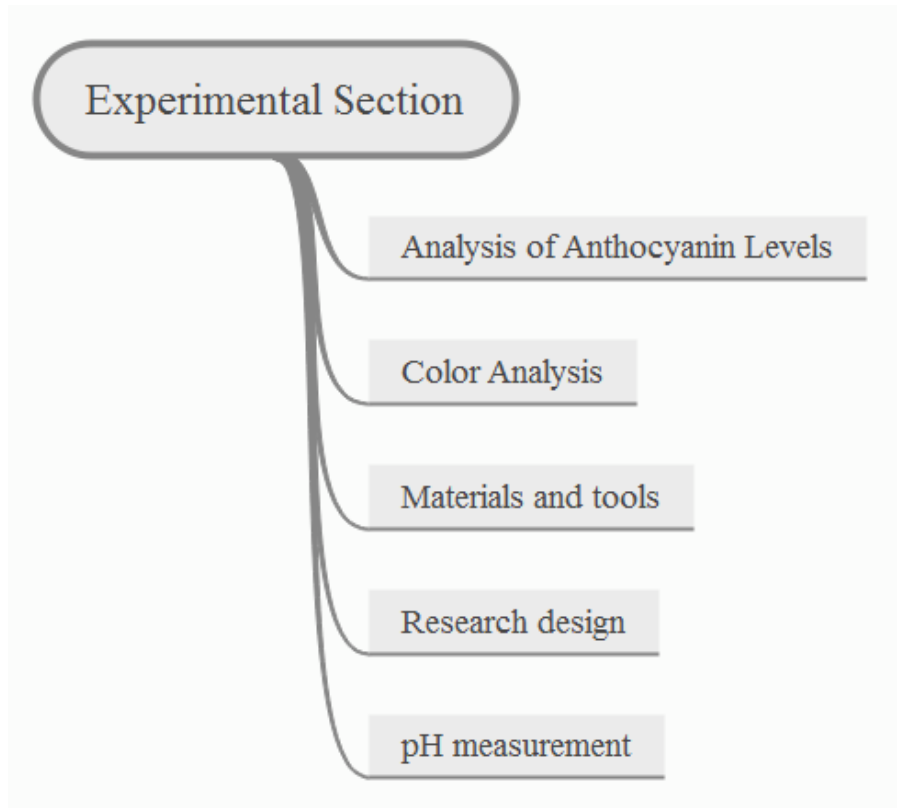 Experimental Section
Analysis of Anthocyanin Levels
Color Analysis
Materials and tools
Research design
pH measurement